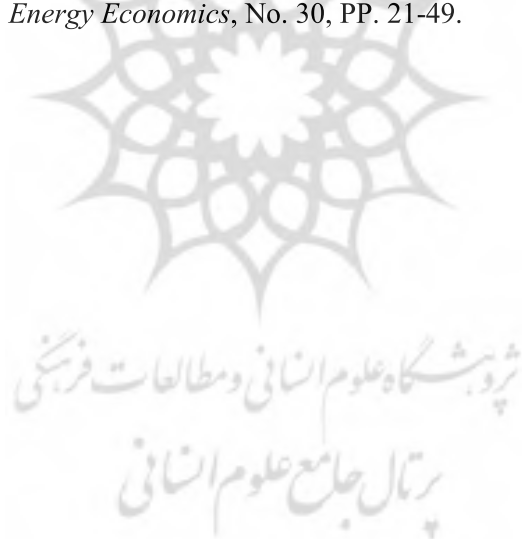 Energy Economics, No. 30, PP. 21-49.
پژوهشگاه علوم انسانی و مطالعات فرهنگی
پرتال جامع علوم انسانی